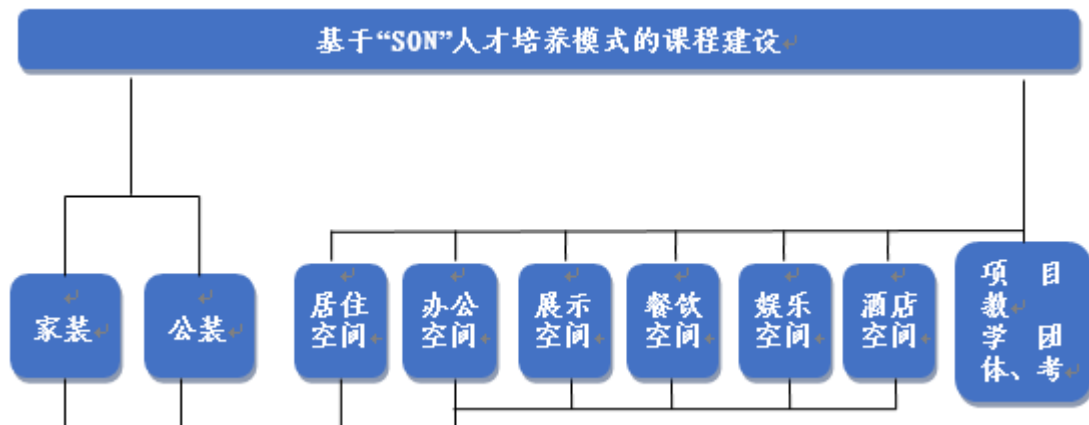 基于“SON”人才培养模式的课程建设
家装
公装
居住
空间
办公
空间
展示
空间
餐饮
空间
娱乐
空间
酒店
空间
项 目
教
学 团
体、考